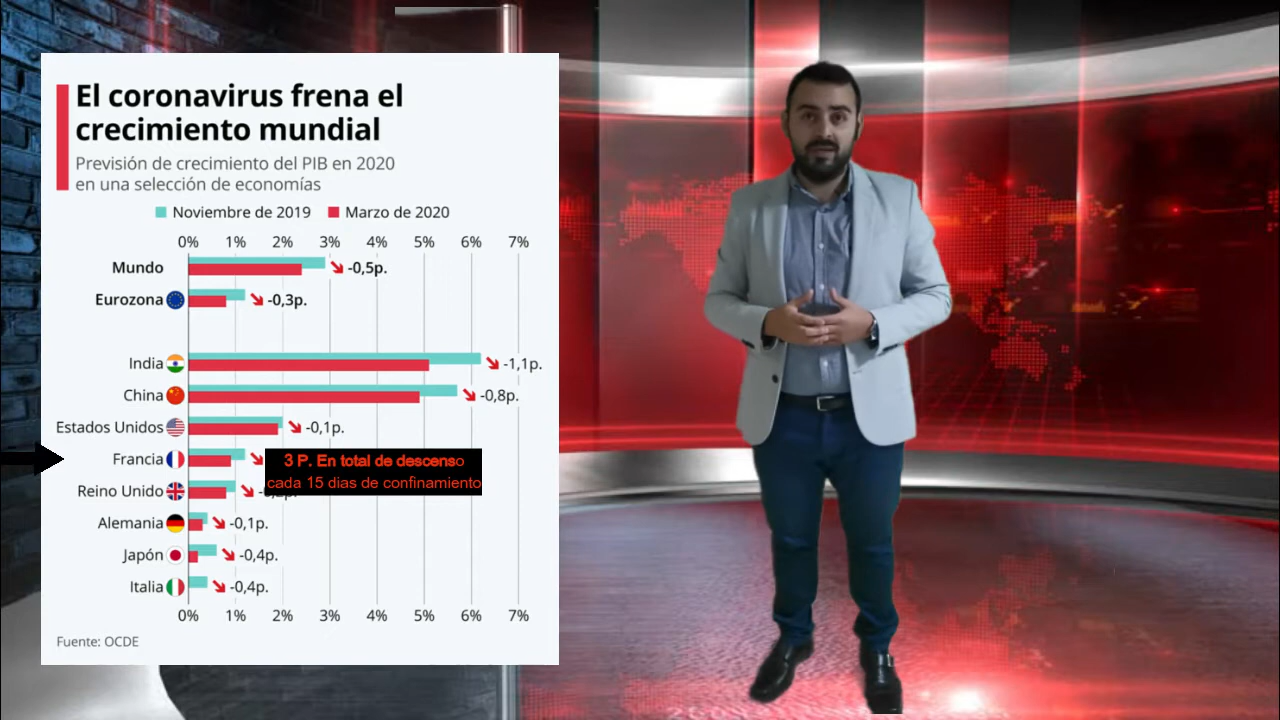 El coronavirus frena el
crecimiento mundial
Previsión de crecimiento del PIB en 2020
en una selección de economías
Noviembre de 2019 Marzo de 2020
0% 1% 2% 3% 4% 5% 6% 7%
Mundo -0,5p.
Eurozona -0,3p.
India -1,1p.
China -0,8p.
Estados Unidos -0,1p.
Francia
3 P. En total de descenso
cada 15 dias de confinamiento
Reino Unido
Alemania -0,1p.
Japón -0,4p.
Italia -0,4p.
0% 1% 2% 3% 4% 5% 6% 7%
Fuente: OCDE